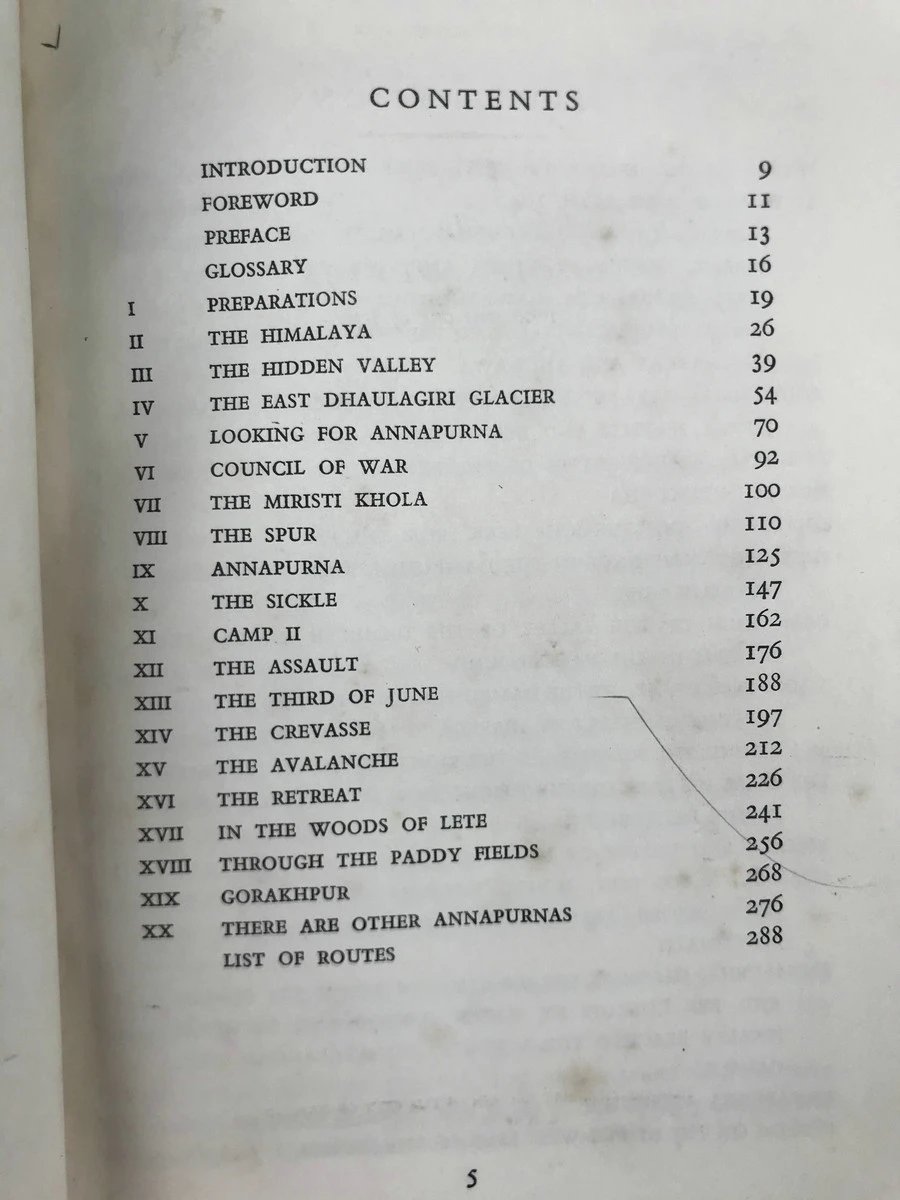 CONTENTS
INTRODUCTION 9
FOREWORD 11
PREFACE 13
GLOSSARY 16
I PREPARATIONS 19
II THE HIMALAYA 26
III THE HIDDEN VALLEY 39
IV THE EAST DHAULAGIRI GLACIER 54
V LOOKING FOR ANNAPURNA 70
VI COUNCIL OF WAR 92
VII THE MIRISTI KHOLA 100
VIII THE SPUR 110
IX ANNAPURNA 125
X THE SICKLE 147
XI CAMP II 162
XII THE ASSAULT 176
XIII THE THIRD OF JUNE 188
XIV THE CREVASSE 197
XV THE AVALANCHE 212
XVI THE RETREAT 226
XVII IN THE WOODS OF LETE 241
XVIII THROUGH THE PADDY FIELDS 256
XIX GORAKHPUR 268
XX THERE ARE OTHER ANNAPURNAS 276
LIST OF ROUTES 288
5